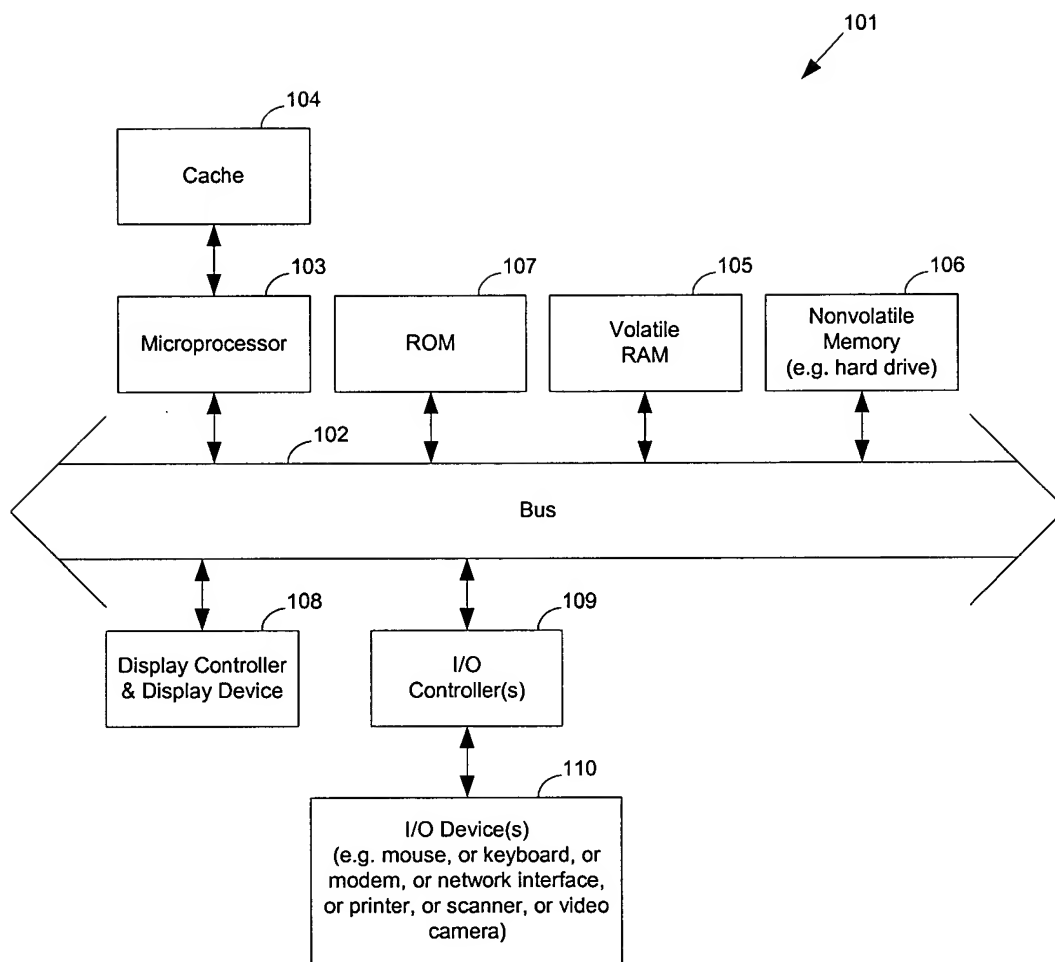 101
104
Cache
103
107
105
106
Microprocessor
ROM
Volatile
RAM
Nonvolatile
Memory
(e.g. hard drive)
102
Bus
108
109
Display Controller
& Display Device
I/O
Controller(s)
110
I/O Device(s)
(e.g. mouse, or keyboard, or
modem, or network interface,
or printer, or scanner, or video
camera)